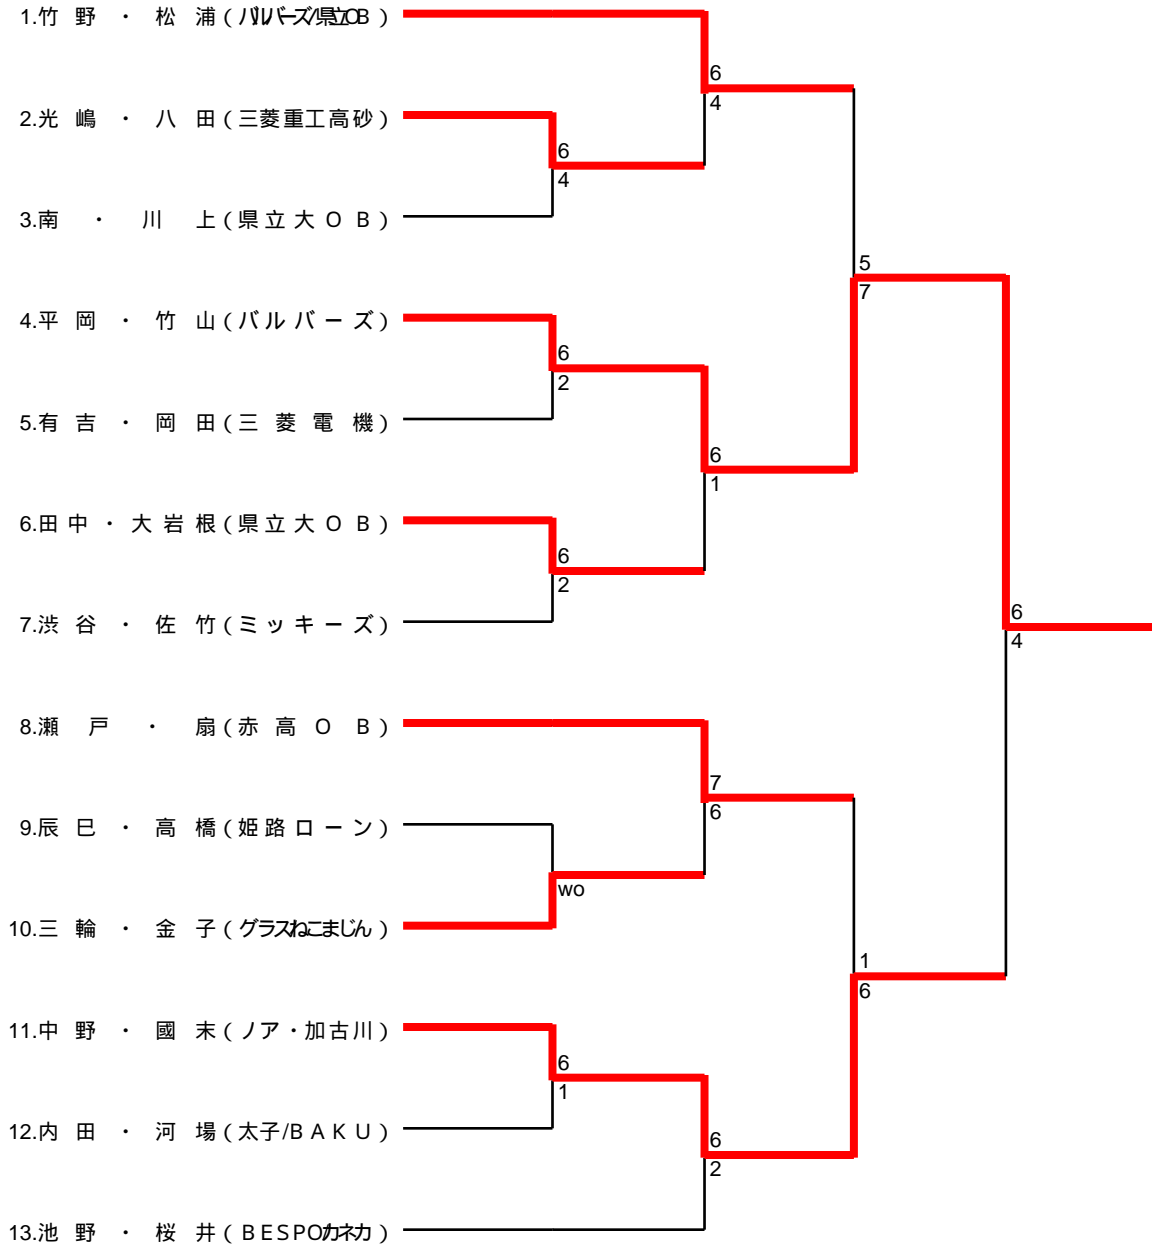 1.竹野・松浦(バルバーズ/県立OB)
6
4
2.光嶋・八田(三菱重工高砂)
6
4
3.南・川上(県立大OB)
5
7
4.平岡・竹山(バルバーズ)
6
2
5.有吉・岡田(三菱電機)
6
1
6.田中・大岩根(県立大OB)
6
2
7.渋谷・佐竹(ミッキーズ)
6
4
8.瀬戸・扇(赤高OB)
7
6
9.辰巳・高橋(姫路ローン)
wo
10.三輪・金子(グラスねこまじん)
1
6
11.中野・國末(ノア・加古川)
6
1
12.内田・河場(太子/BAKU)
6
2
13.池野・桜井(BESPOカネカ)